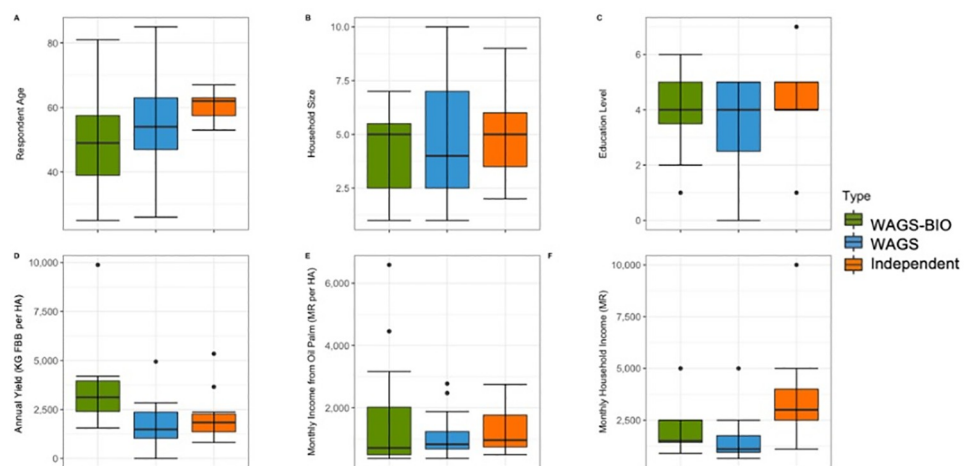 A
Respondent Age
80
60
40
B
Household Size
10.0
7.5
5.0
2.5
C
Education Level
6
4
2
0
Type
WAGS-BIO
WAGS
Independent
D
Annual Yield (KG FBB per HA)
10,000
7,500
5,000
2,500
0
E
Monthly Income from Oil Palm (MR per HA)
6,000
4,000
2,000
F
Monthly Household Income (MR)
10,000
7,500
5,000
2,500